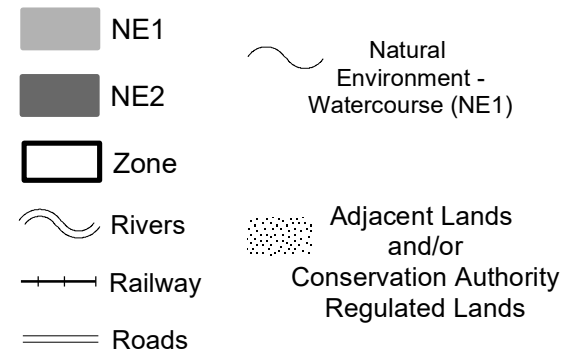 NE1
NE2
Zone
Rivers
Railway
Roads
Natural
Environment -
Watercourse (NE1)
Adjacent Lands
and/or
Conservation Authority
Regulated Lands